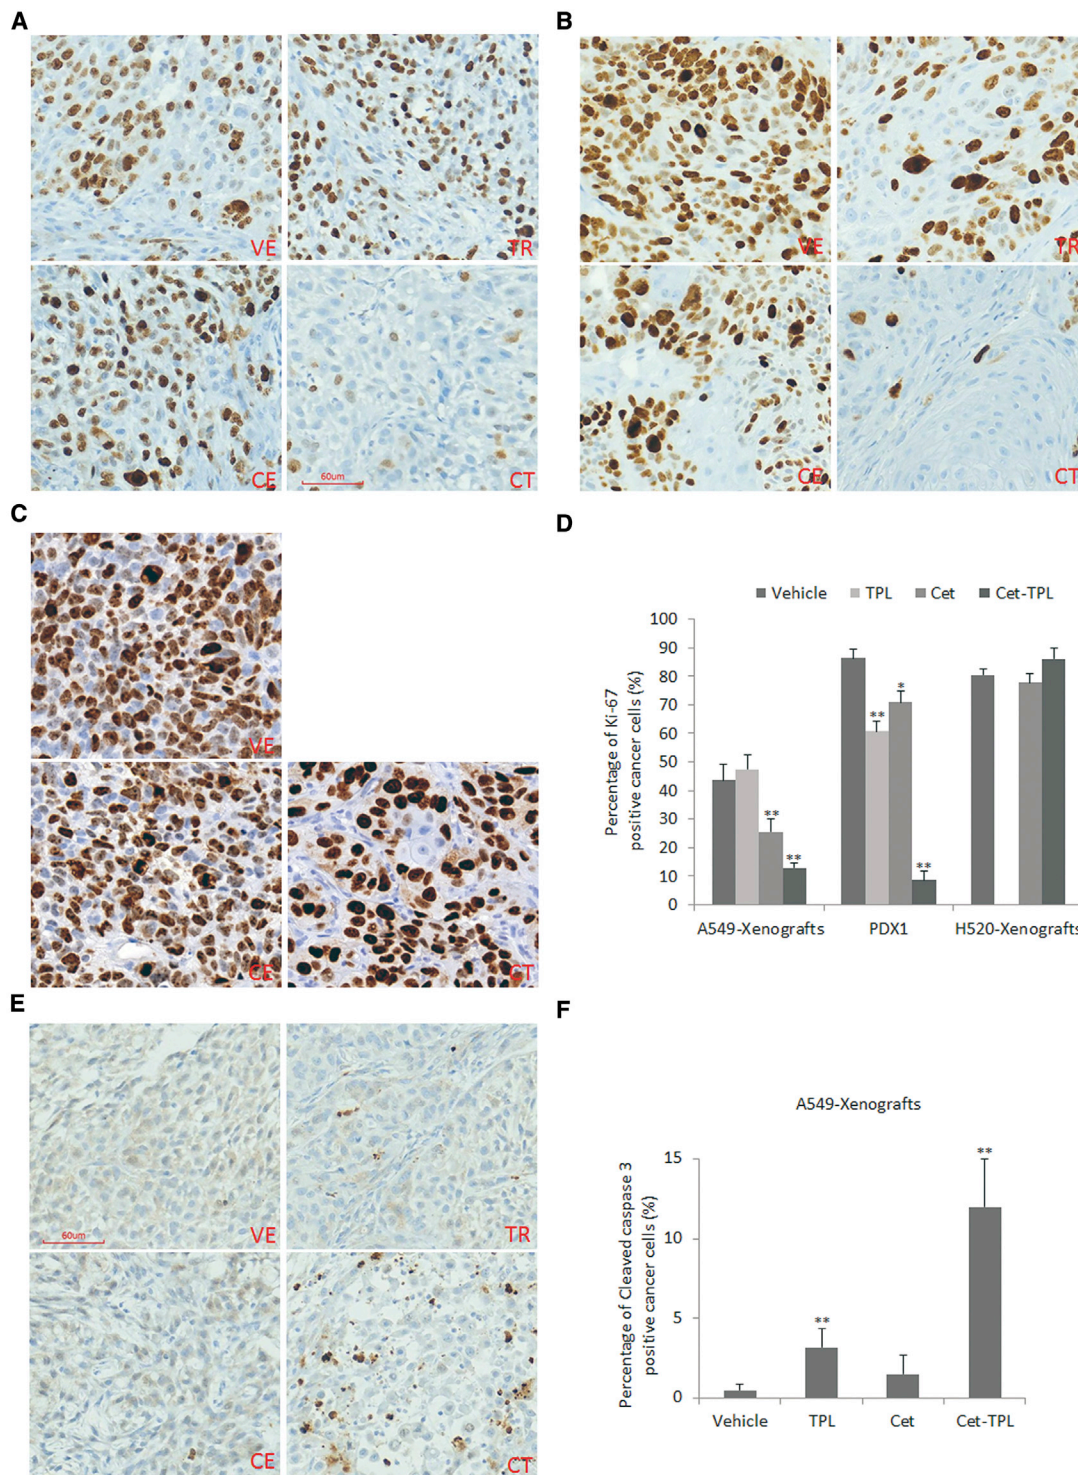 A
B
VE
TR
VE
TR
CE
60um
CT
CE
CT
C
D
VE
CE
CT
Vehicle TPL Cet Cet-TPL
Percentage of Ki-67
positive cancer cells (%)
100
90
80
70
60
50
40
30
20
10
0
** ** ** * **
A549-Xenografts PDX1 H520-Xenografts
E
F
60um
VE
TR
CE
CT
A549-Xenografts
Percentage of Cleaved caspase 3
positive cancer cells (%)
15
10
5
0
** **
Vehicle TPL Cet Cet-TPL